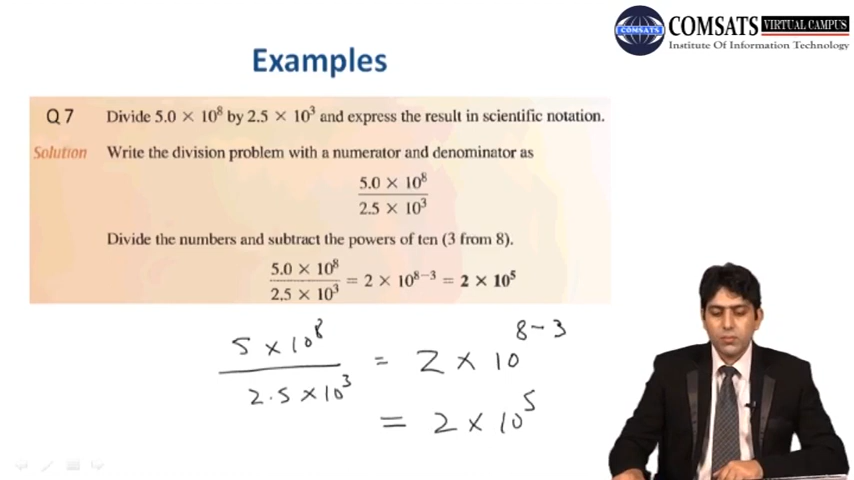 COMSATS VIRTUAL CAMPUS
COMSATS
Institute Of Information Technology
Examples
Q7 Divide 5.0 × 10⁸ by 2.5 × 10³ and express the result in scientific notation.
Solution Write the division problem with a numerator and denominator as
5.0 × 10⁸
2.5 × 10³
Divide the numbers and subtract the powers of ten (3 from 8).
5.0 × 10⁸
2.5 × 10³ = 2 × 10⁸⁻³ = 2 × 10⁵
5 × 10⁸
2.5 × 10³ = 2 × 10⁸⁻³
= 2 × 10⁵